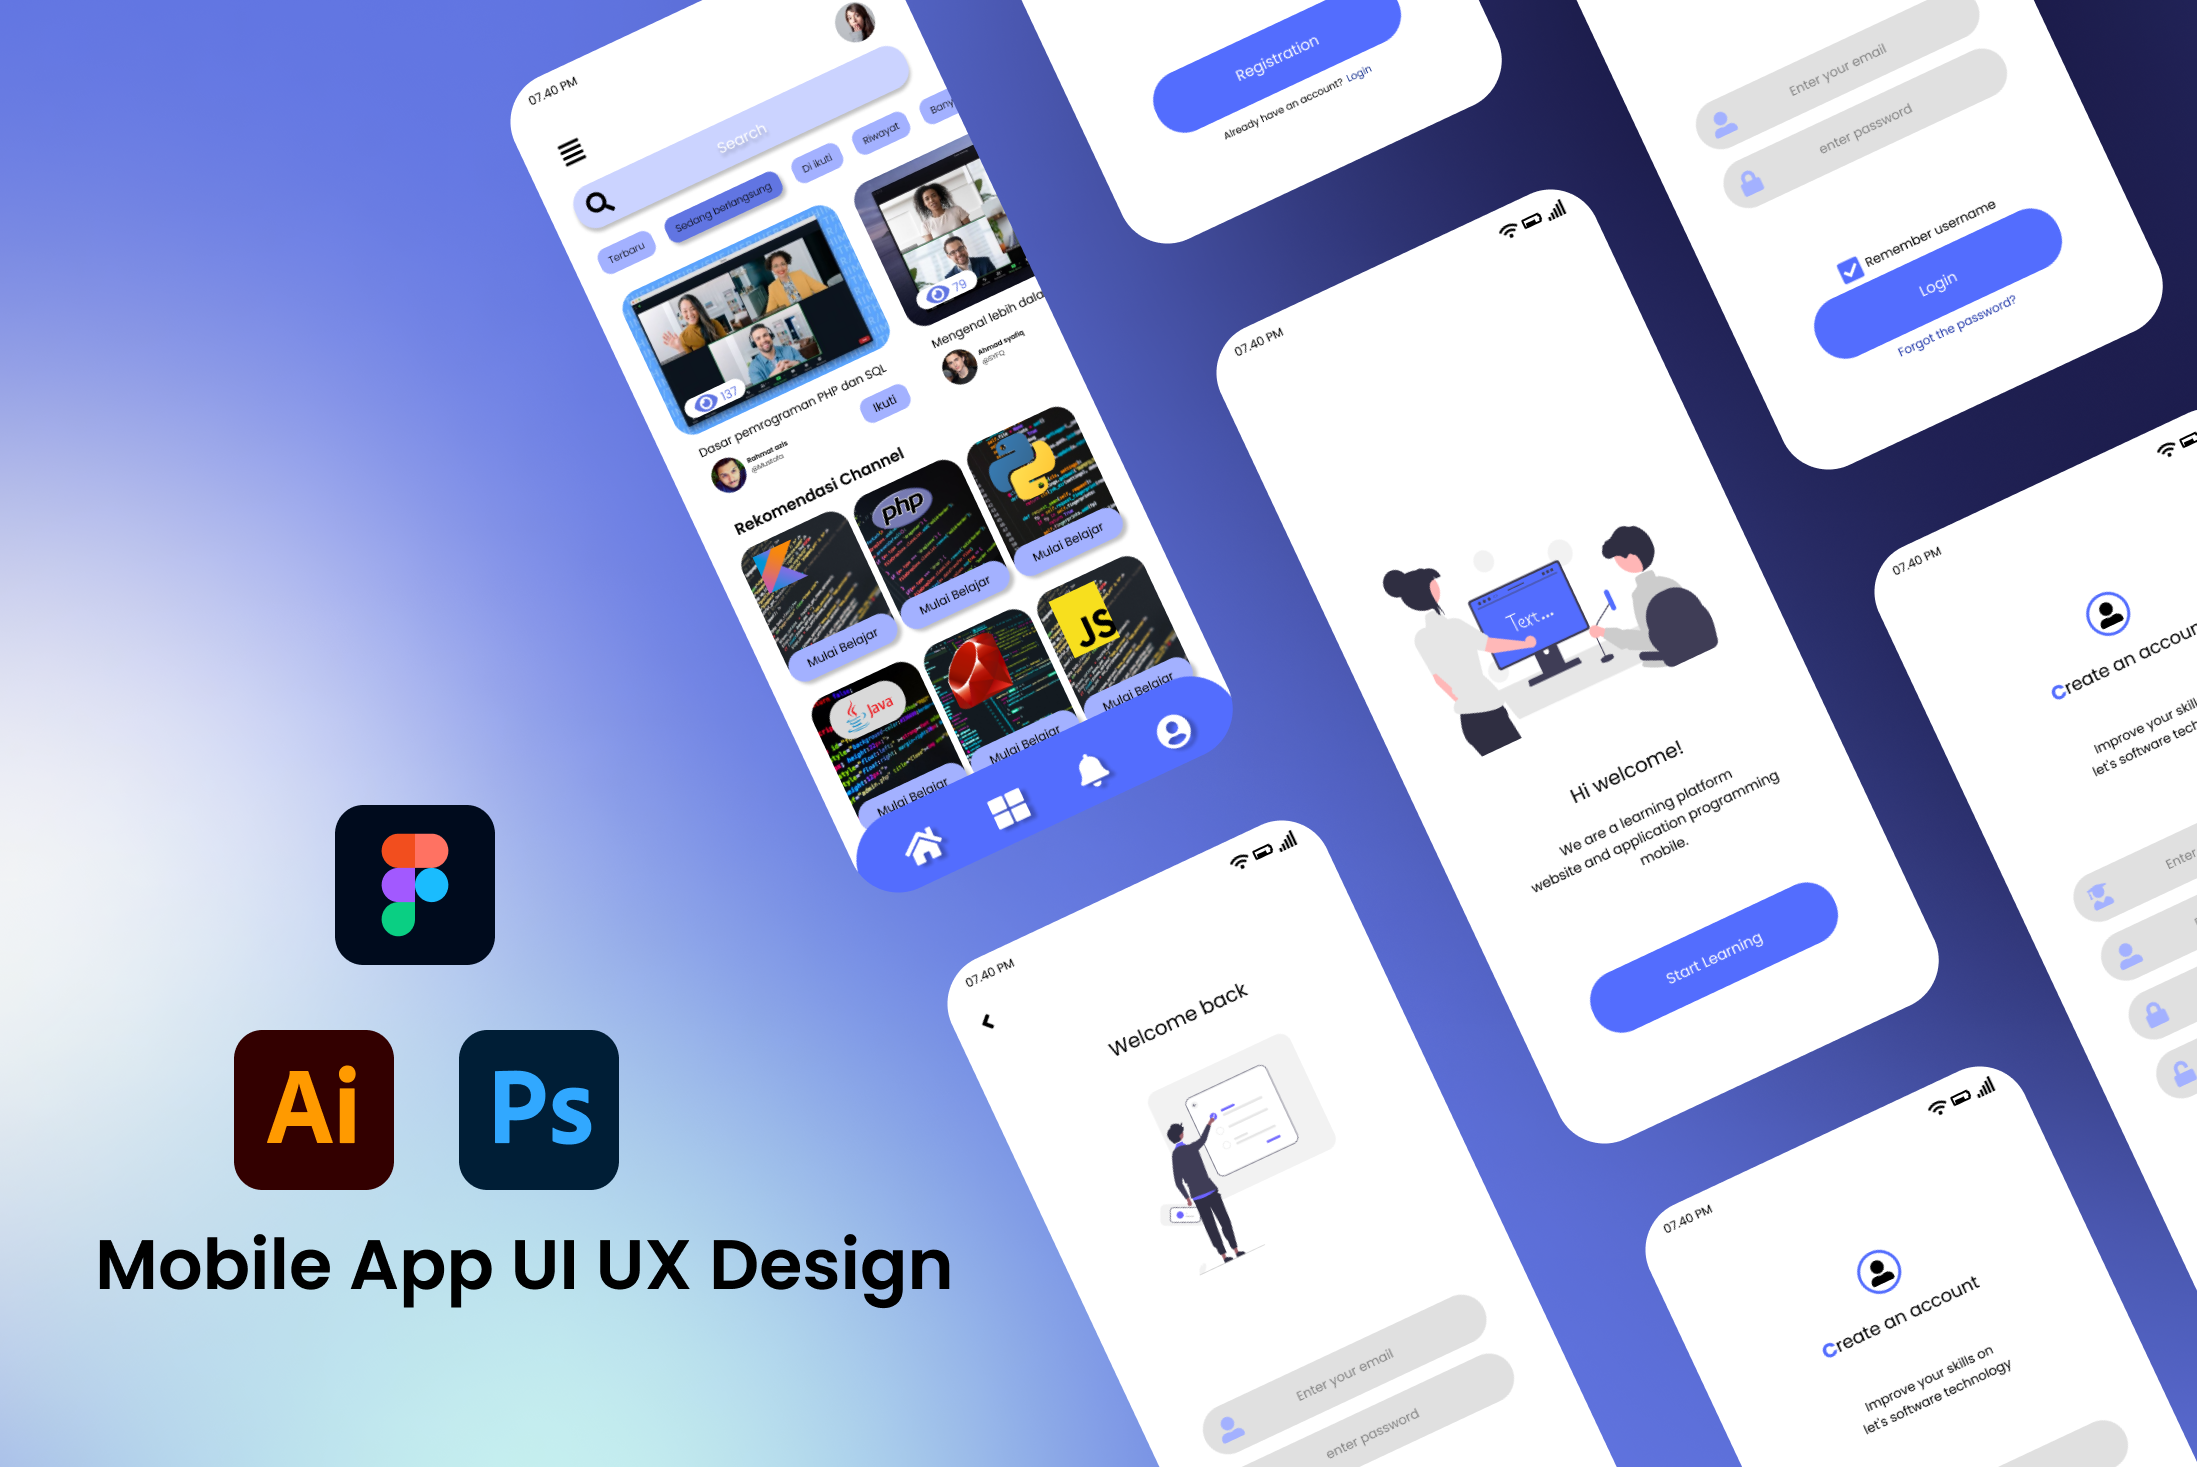 07.40 PM
Search
Terbaru
Sedang berlangsung
Di ikuti
Riwayat
Bany
137
79
Dasar pemrograman PHP dan SQL
Rahmat azis
@Mustofa
Ikuti
Mengenal lebih dala
Ahmad syafiq
@SYFQ
Rekomendasi Channel
Mulai Belajar
php
Mulai Belajar
Mulai Belajar
Java
Mulai Belajar
Mulai Belajar
JS
Mulai Belajar
Registration
Already have an account? Login
Enter your email
enter password
Remember username
Login
Forgot the password?
07.40 PM
Text...
Hi welcome!
We are a learning platform
website and application programming
mobile.
Start Learning
07.40 PM
Create an accoun
Improve your skill
let's software tech
Enter
07.40 PM
Welcome back
Enter your email
enter password
07.40 PM
Create an account
Improve your skills on
let's software technology
Ai
Ps
Mobile App UI UX Design